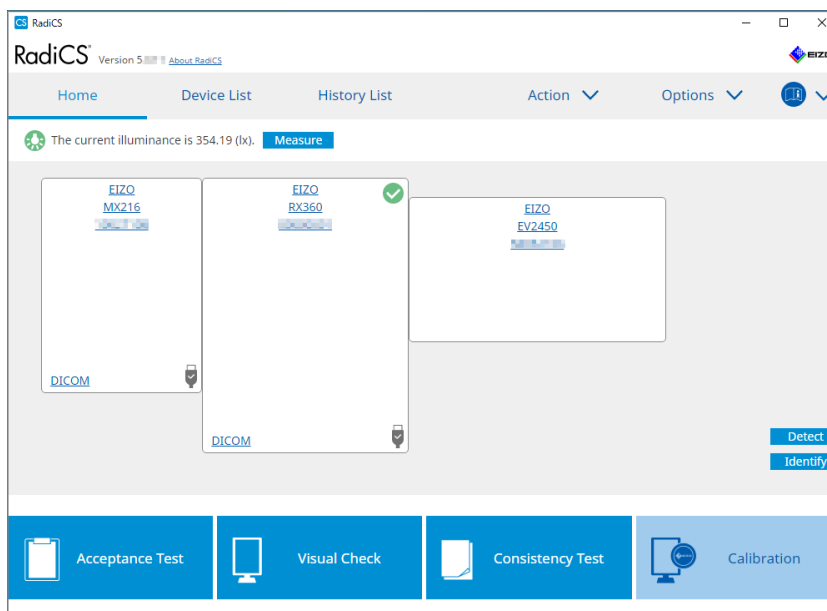 CS RadiCS
RadiCS® Version 5. About RadiCS
EIZO
Home Device List History List Action Options
The current illuminance is 354.19 (lx). Measure
EIZO
MX216
DICOM
EIZO
RX360
DICOM
EIZO
EV2450
Detect
Identify
Acceptance Test Visual Check Consistency Test Calibration